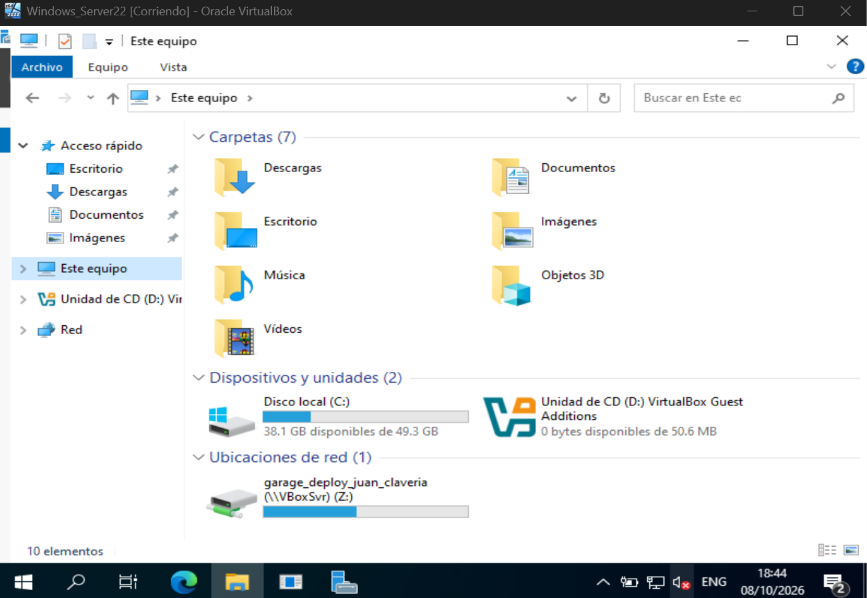 Windows_Server22 [Corriendo] - Oracle VirtualBox
Este equipo
Archivo Equipo Vista
Este equipo
Buscar en Este ec
Acceso rápido
Escritorio
Descargas
Documentos
Imágenes
Este equipo
Unidad de CD (D:) Vir
Red
Carpetas (7)
Descargas
Documentos
Escritorio
Imágenes
Música
Objetos 3D
Vídeos
Dispositivos y unidades (2)
Disco local (C:)
38.1 GB disponibles de 49.3 GB
Unidad de CD (D:) VirtualBox Guest
Additions
0 bytes disponibles de 50.6 MB
Ubicaciones de red (1)
garage_deploy_juan_claveria
(\\VBoxSvr) (Z:)
10 elementos
ENG
18:44
08/10/2026
2